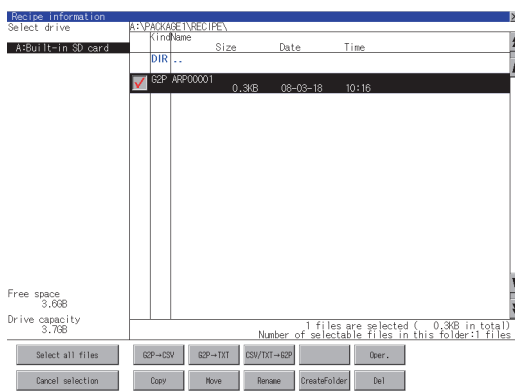 Recipe information
Select drive
A:\PACKAGE1\RECIPE\
Kind Name
Size Date Time
A:Built-in SD card
DIR ..
G2P ARP00001
0.3KB 08-03-18 10:16
Free space
3.6GB
Drive capacity
3.7GB
1 files are selected ( 0.3KB in total)
Number of selectable files in this folder:1 files
Select all files G2P→CSV G2P→TXT CSV/TXT→G2P Oper.
Cancel selection Copy Move Rename CreateFolder Del